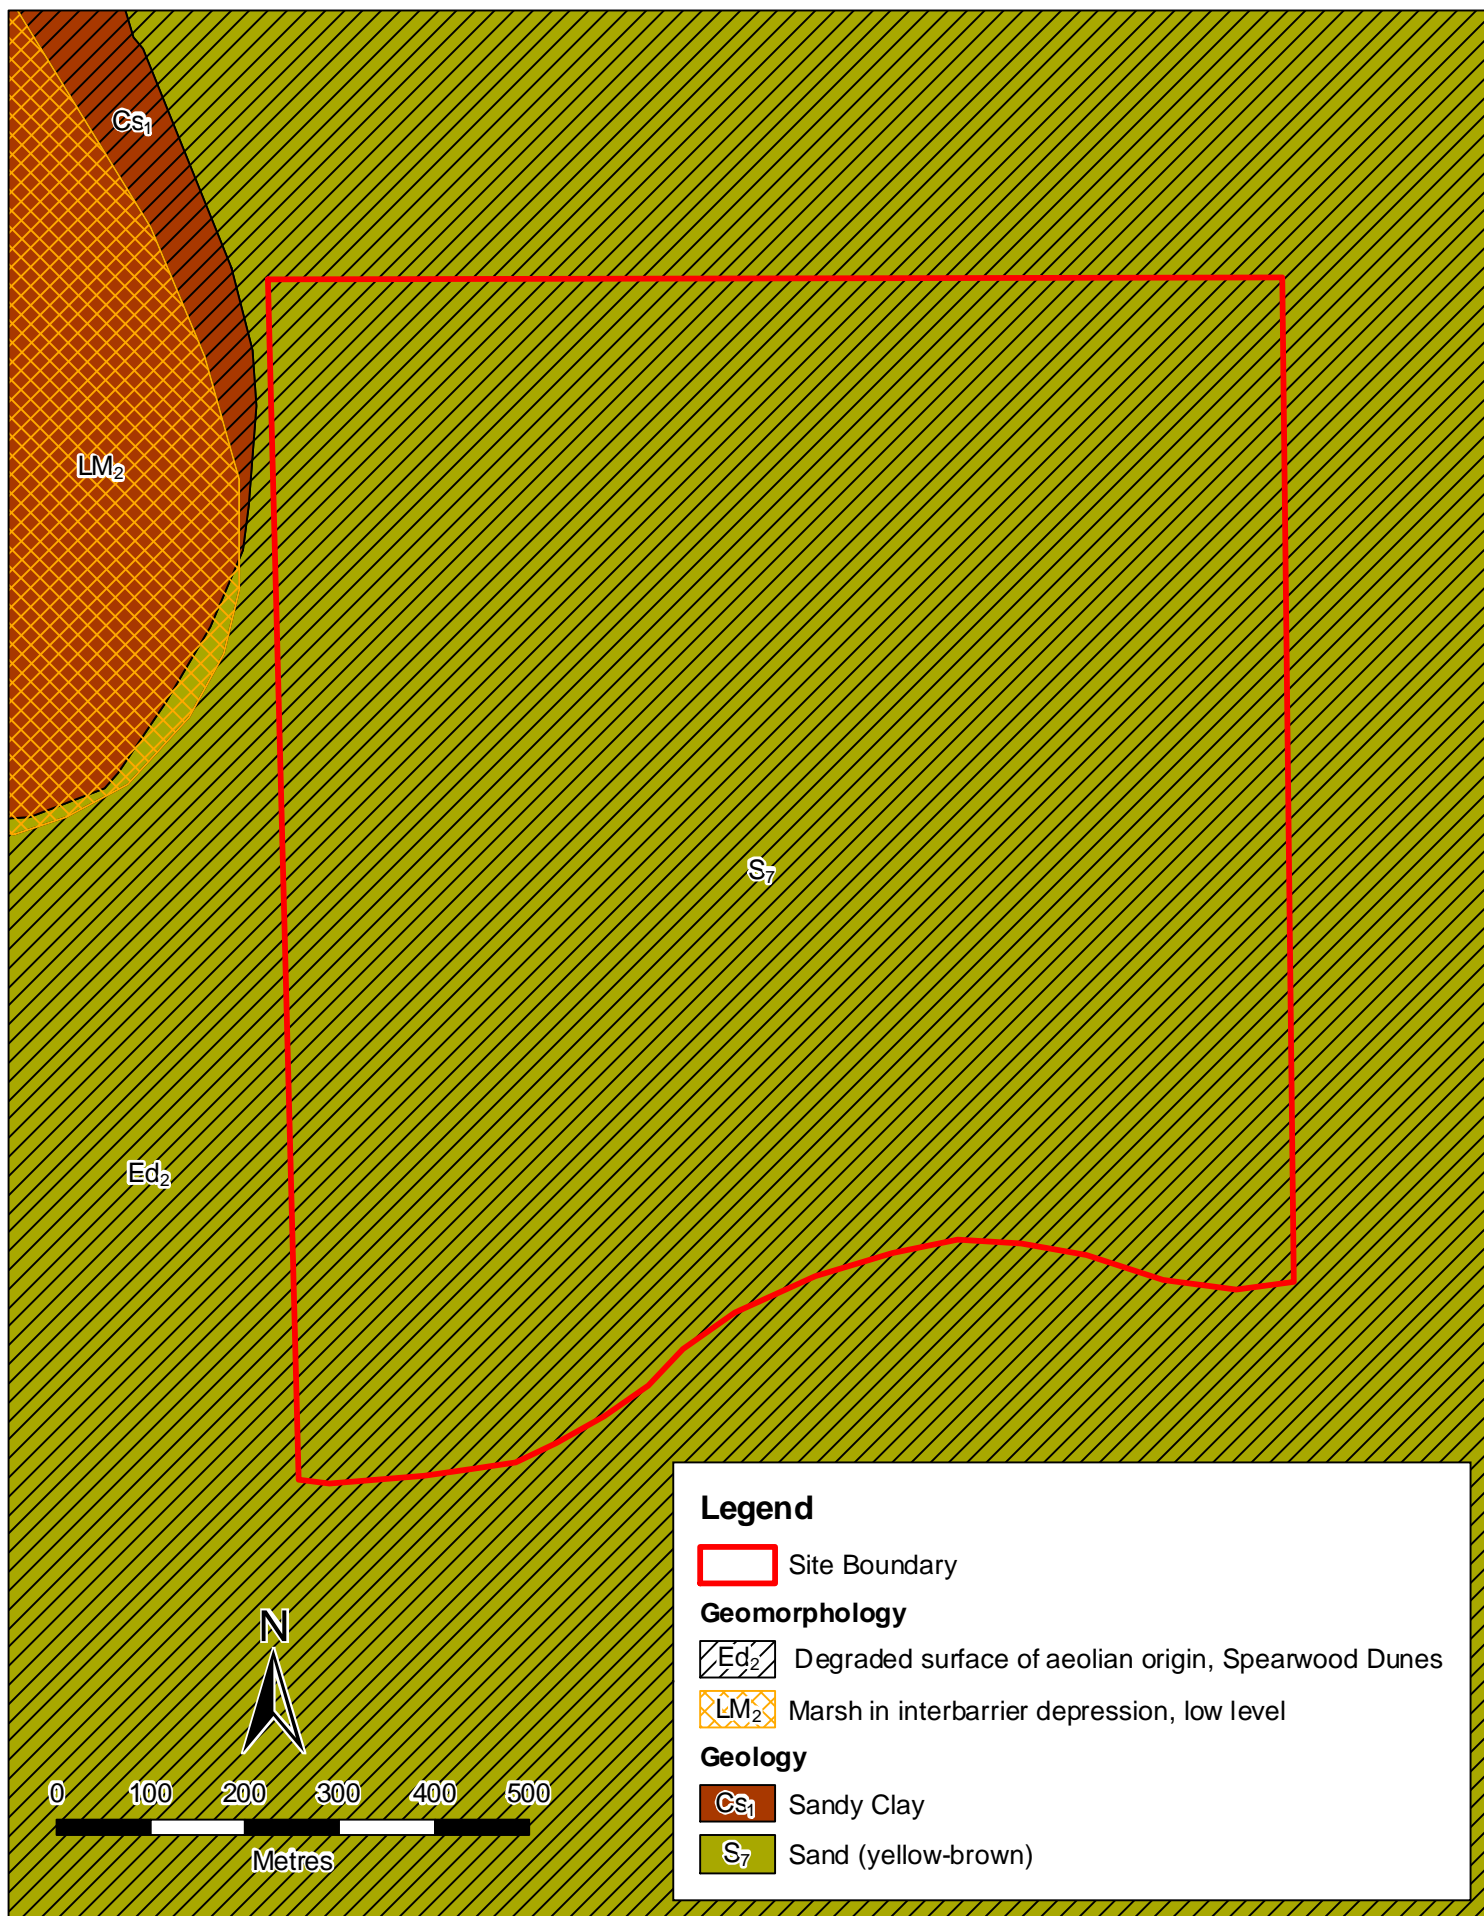 Cs₁
LM₂
S₇
Ed₂
Legend
Site Boundary
Geomorphology
Ed₂ Degraded surface of aeolian origin, Spearwood Dunes
LM₂ Marsh in interbarrier depression, low level
Geology
Cs₁ Sandy Clay
S₇ Sand (yellow-brown)
N
0 100 200 300 400 500
Metres